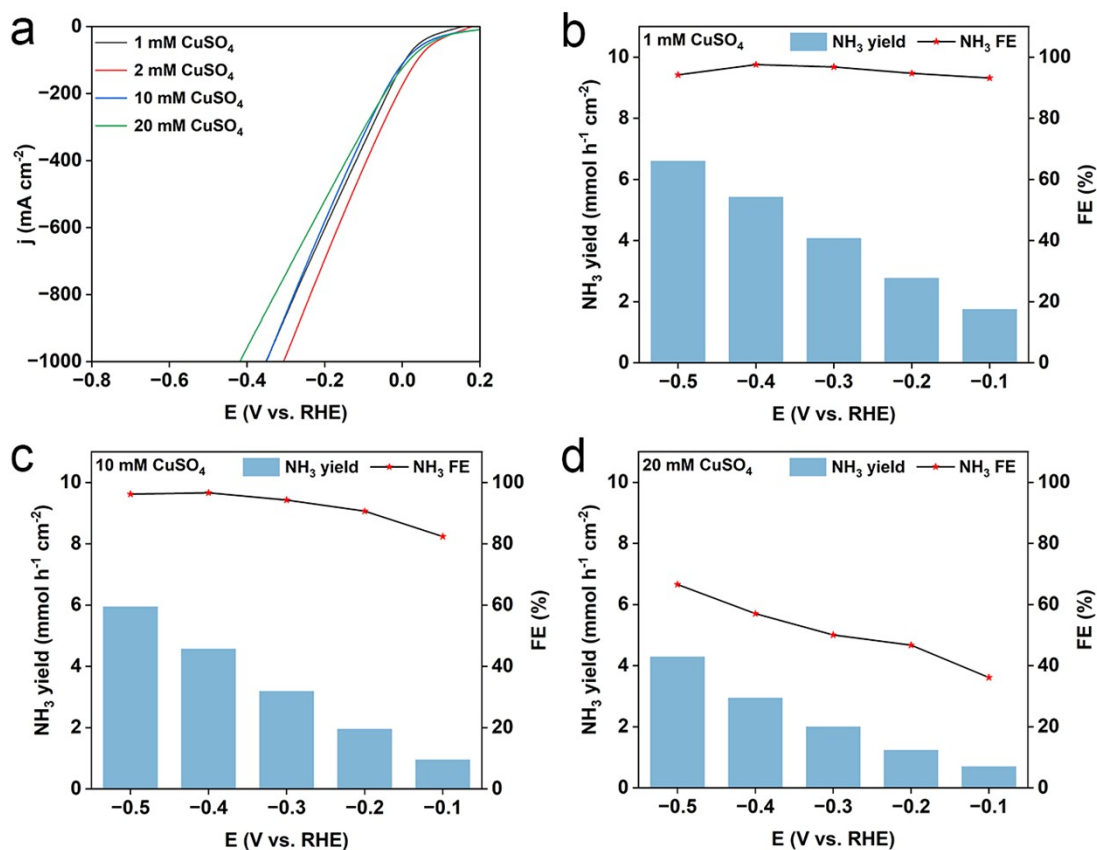 a
1 mM CuSO₄
2 mM CuSO₄
10 mM CuSO₄
20 mM CuSO₄
0
−200
−400
−600
−800
−1000
j (mA cm⁻²)
−0.8 −0.6 −0.4 −0.2 0.0 0.2
E (V vs. RHE)
b
1 mM CuSO₄ NH₃ yield NH₃ FE
10
8
6
4
2
0
NH₃ yield (mmol h⁻¹ cm⁻²)
100
80
60
40
20
0
FE (%)
−0.5 −0.4 −0.3 −0.2 −0.1
E (V vs. RHE)
c
10 mM CuSO₄ NH₃ yield NH₃ FE
10
8
6
4
2
0
NH₃ yield (mmol h⁻¹ cm⁻²)
100
80
60
40
20
0
FE (%)
−0.5 −0.4 −0.3 −0.2 −0.1
E (V vs. RHE)
d
20 mM CuSO₄ NH₃ yield NH₃ FE
10
8
6
4
2
0
NH₃ yield (mmol h⁻¹ cm⁻²)
100
80
60
40
20
0
FE (%)
−0.5 −0.4 −0.3 −0.2 −0.1
E (V vs. RHE)